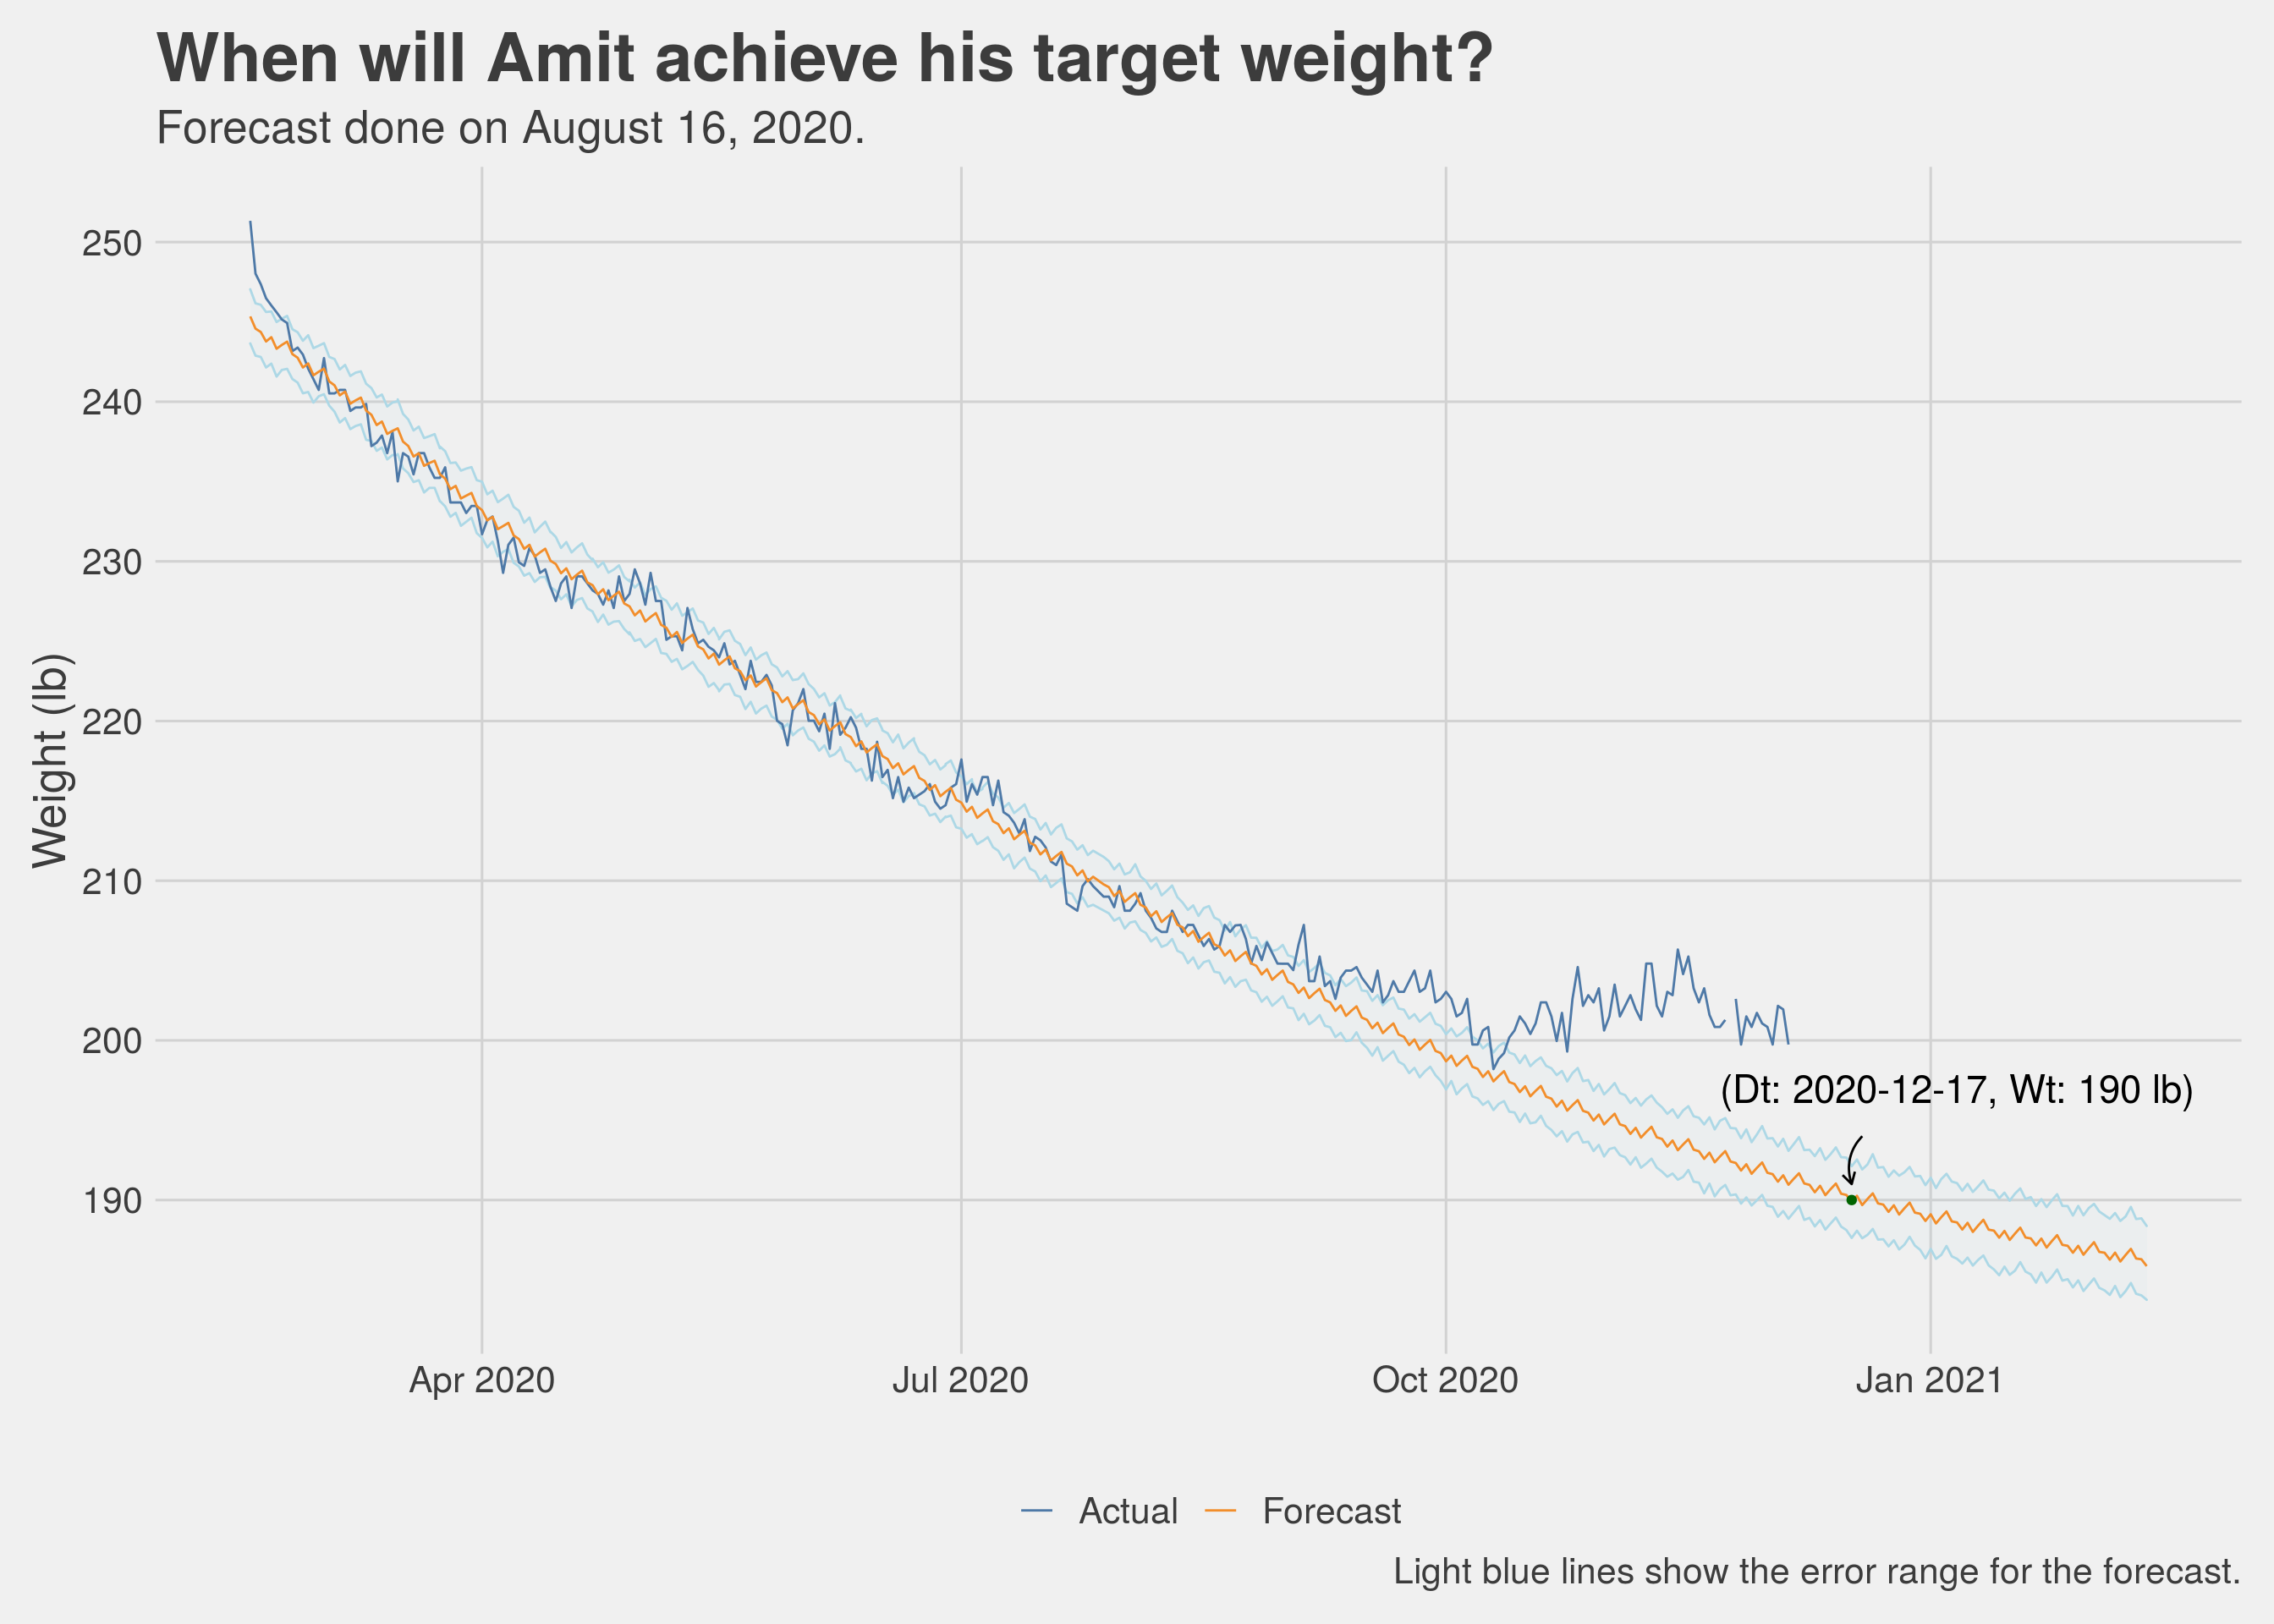 When will Amit achieve his target weight?
Forecast done on August 16, 2020.
Weight (lb)
250
240
230
220
210
200
190
(Dt: 2020-12-17, Wt: 190 lb)
Apr 2020
Jul 2020
Oct 2020
Jan 2021
Actual
Forecast
Light blue lines show the error range for the forecast.